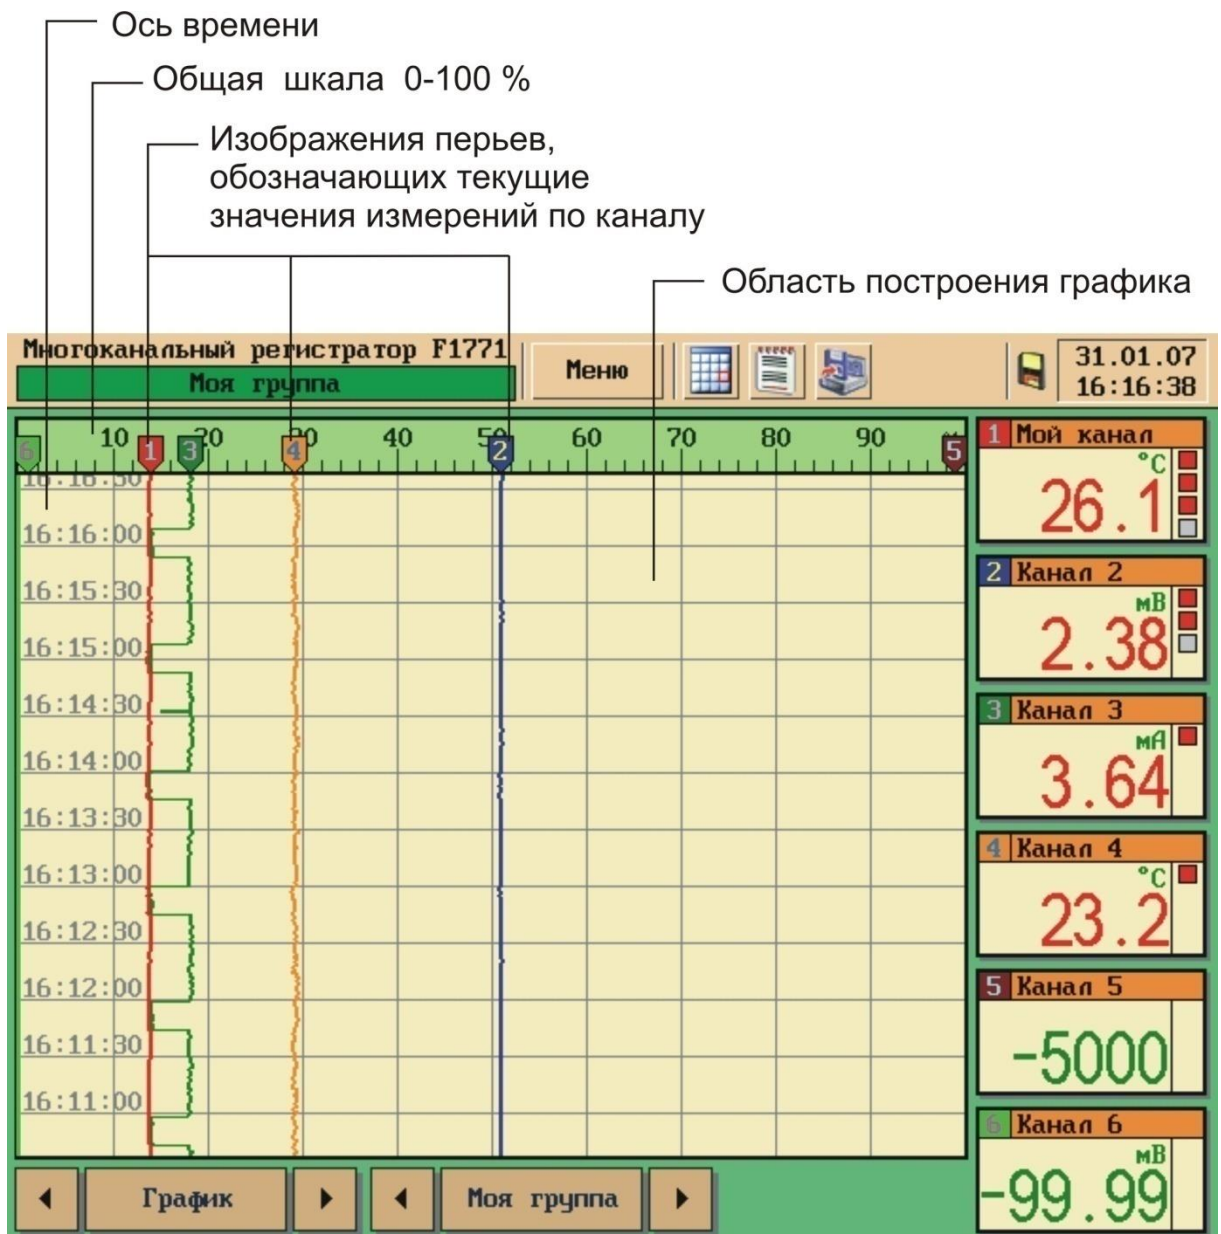 Ось времени
Общая шкала 0-100 %
Изображения перьев,
обозначающих текущие
значения измерений по каналу
Область построения графика
Многоканальный регистратор F1771
Моя группа
Меню
31.01.07
16:16:38
10 20 30 40 50 60 70 80 90 %
6 1 3 4 2 5
16:16:30
16:16:00
16:15:30
16:15:00
16:14:30
16:14:00
16:13:30
16:13:00
16:12:30
16:12:00
16:11:30
16:11:00
1 Мой канал
°C
26.1
2 Канал 2
мВ
2.38
3 Канал 3
мА
3.64
4 Канал 4
°C
23.2
5 Канал 5
-5000
6 Канал 6
мВ
-99.99
График
Моя группа